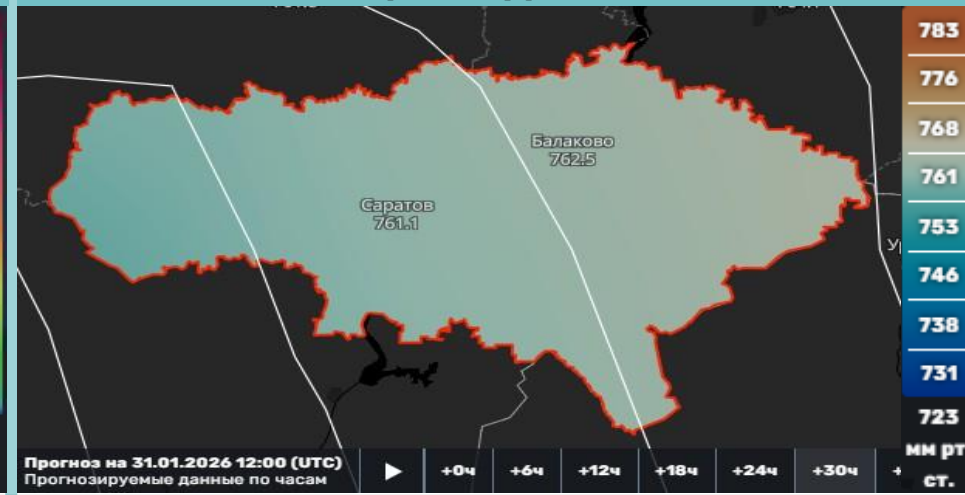 783
776
768
Балаково
762.5
761
Саратов
761.1
753
746
738
731
723
мм рт
ст.
Прогноз на 31.01.2026 12:00 (UTC)
Прогнозируемые данные по часам
+0ч +6ч +12ч +18ч +24ч +30ч +